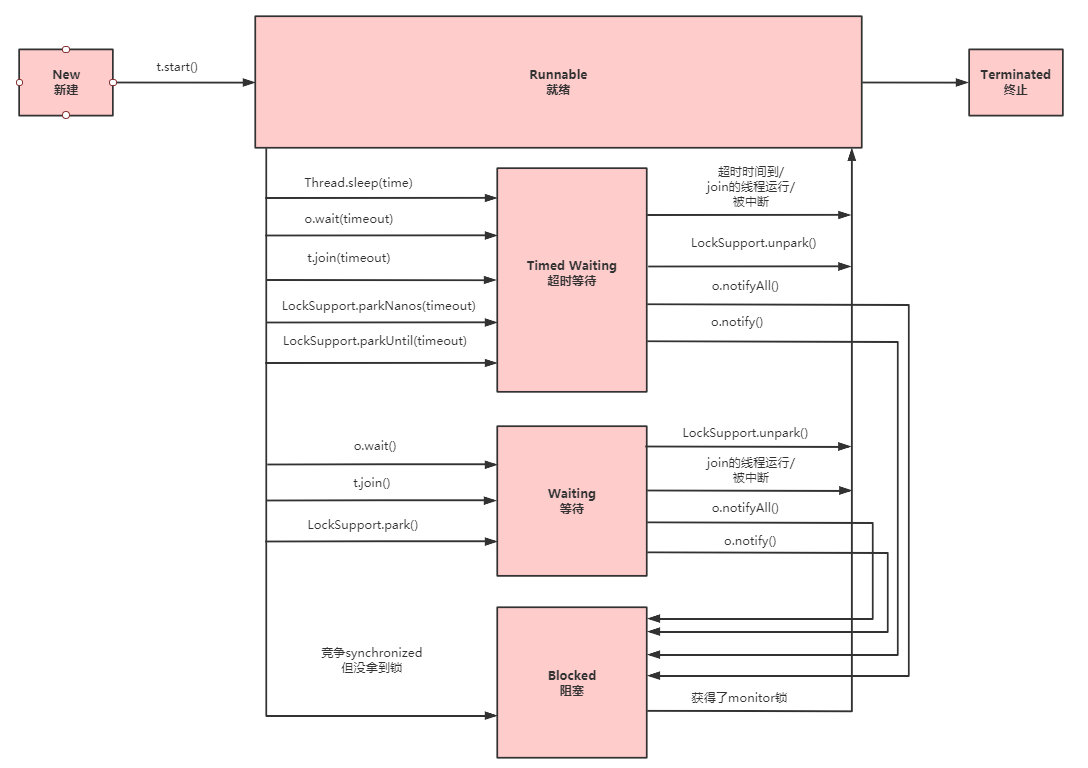 New
新建
t.start()
Runnable
就绪
Terminated
终止
Thread.sleep(time)
o.wait(timeout)
t.join(timeout)
LockSupport.parkNanos(timeout)
LockSupport.parkUntil(timeout)
Timed Waiting
超时等待
超时时间到/
join的线程运行/
被中断
LockSupport.unpark()
o.notifyAll()
o.notify()
o.wait()
t.join()
LockSupport.park()
Waiting
等待
LockSupport.unpark()
join的线程运行/
被中断
o.notifyAll()
o.notify()
竞争synchronized
但没拿到锁
Blocked
阻塞
获得了monitor锁